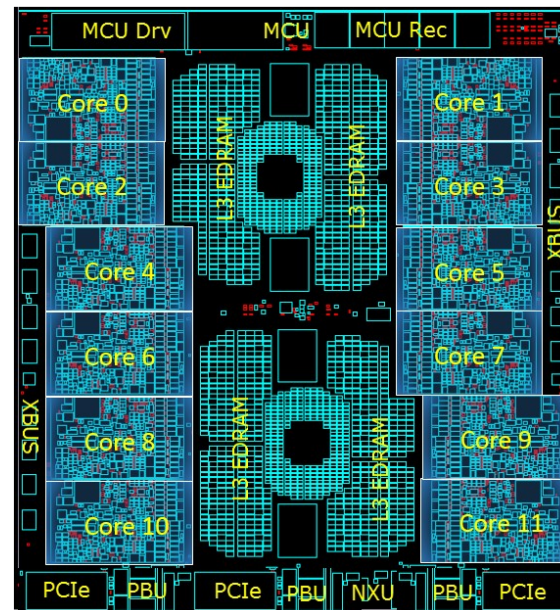 MCU Drv
MCU
MCU Rec
Core 0
Core 1
L3 EDRAM
L3 EDRAM
Core 2
Core 3
XBUS
Core 4
Core 5
Core 6
Core 7
XBUS
Core 8
Core 9
L3 EDRAM
L3 EDRAM
Core 10
Core 11
PCIe
PBU
PCIe
PBU
NXU
PBU
PCIe